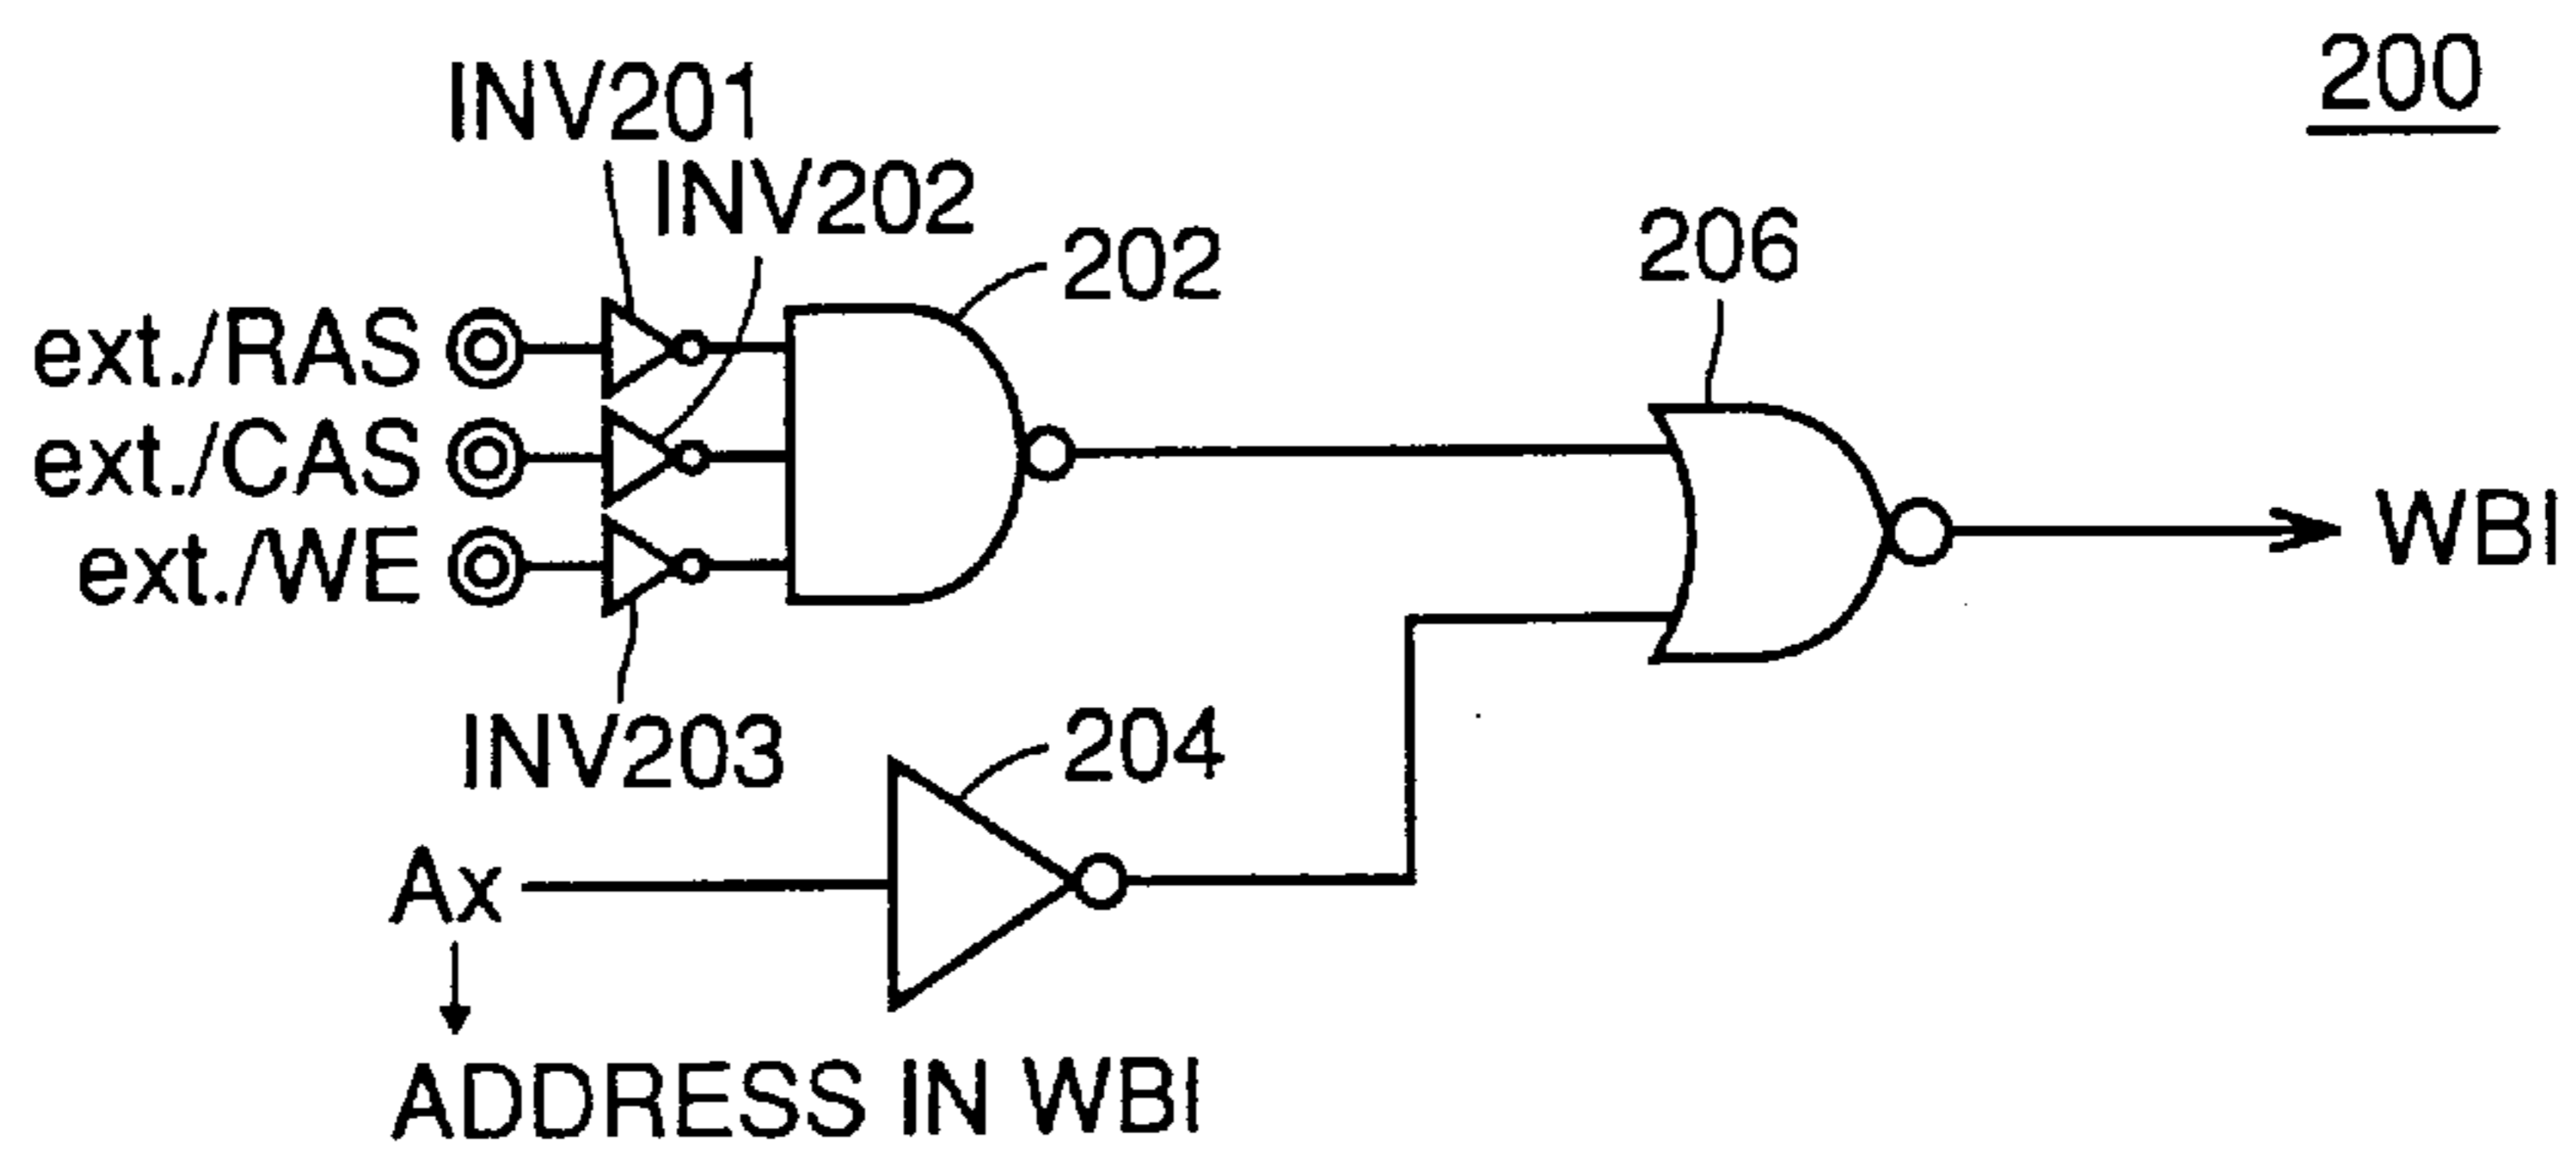 200
INV201
INV202
202
206
ext./RAS
ext./CAS
ext./WE
WBI
INV203
204
Ax
ADDRESS IN WBI